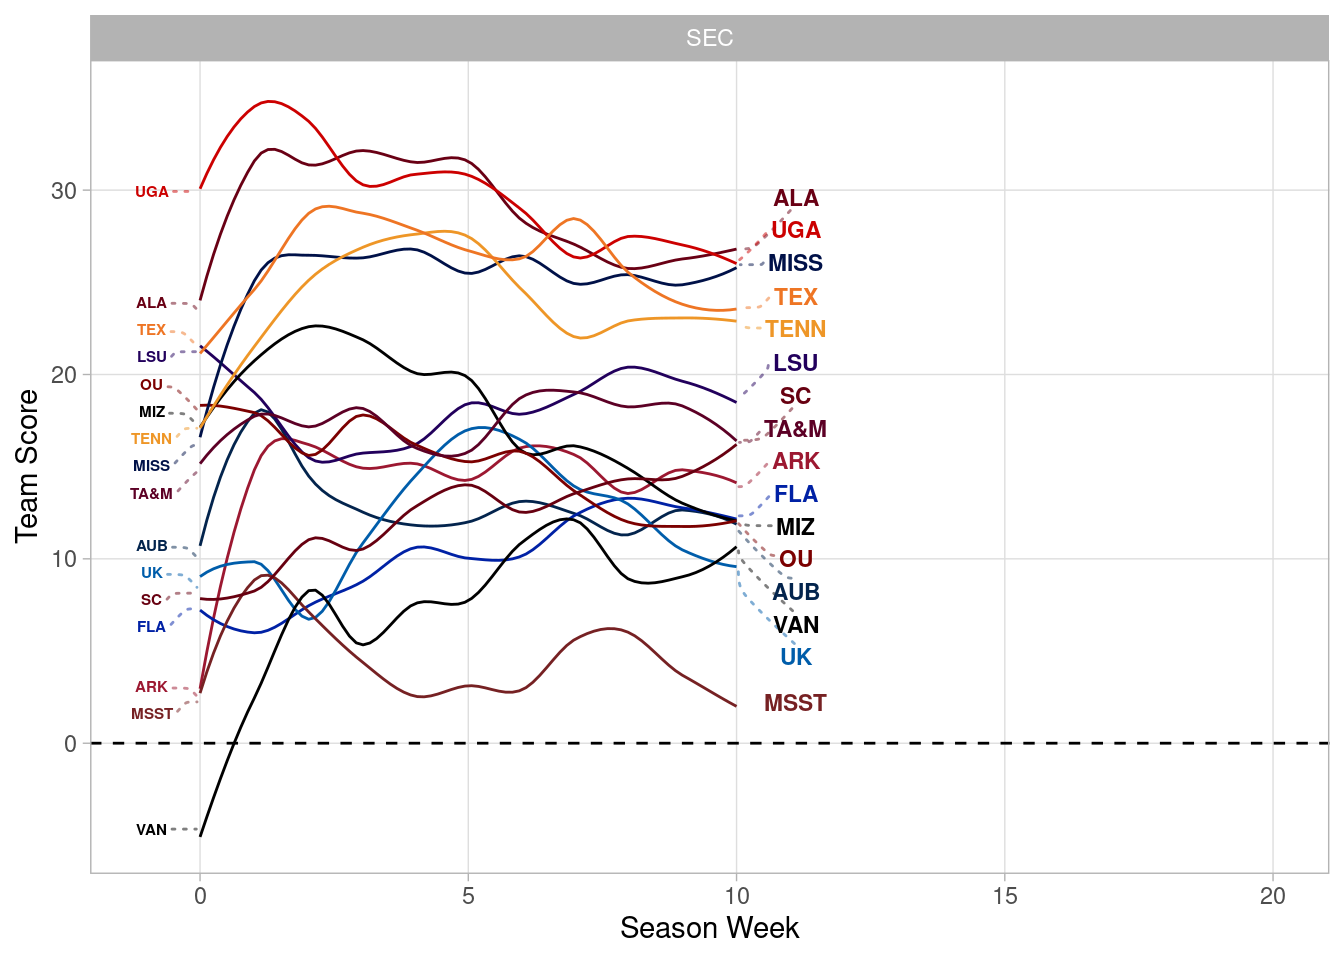 SEC
Team Score
30
20
10
0
UGA
ALA
TEX
LSU
OU
MIZ
TENN
MISS
TA&M
AUB
UK
SC
FLA
ARK
MSST
VAN
ALA
UGA
MISS
TEX
TENN
LSU
SC
TA&M
ARK
FLA
MIZ
OU
AUB
VAN
UK
MSST
0 5 10 15 20
Season Week